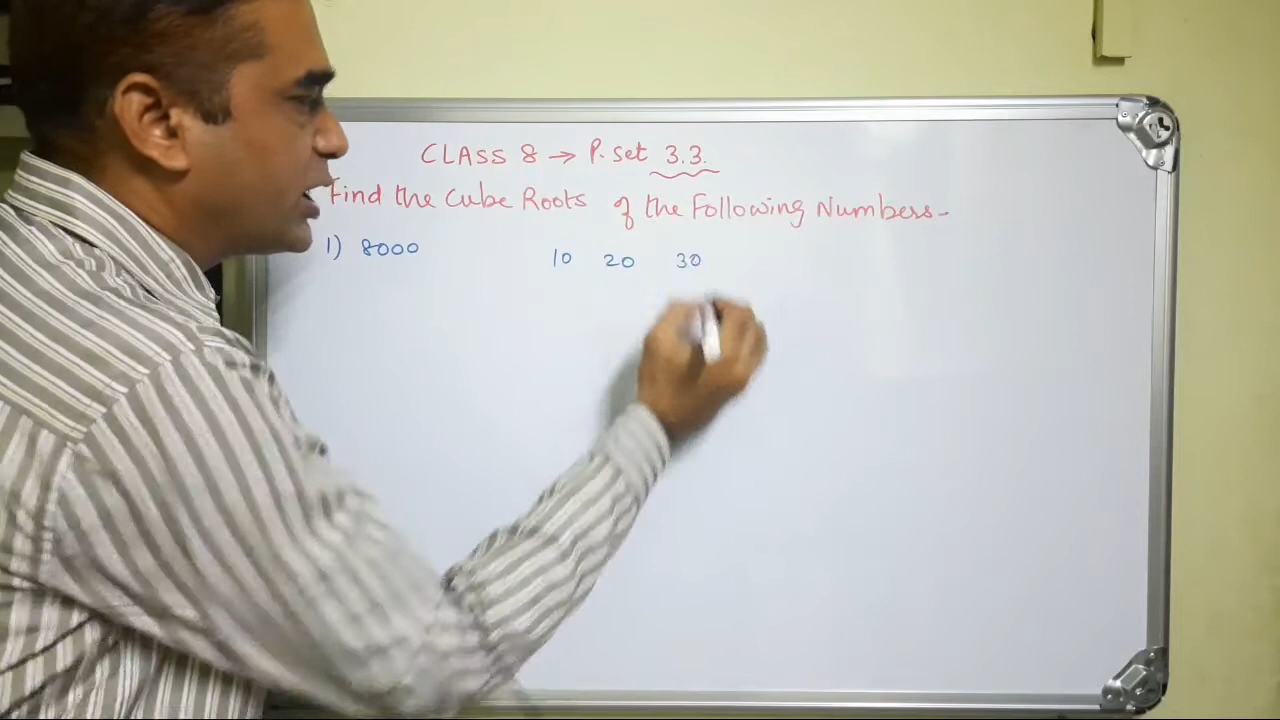 CLASS 8 → P. Set 3.3.
Find the Cube Roots of the Following Numbers-
1) 8000 10 20 30